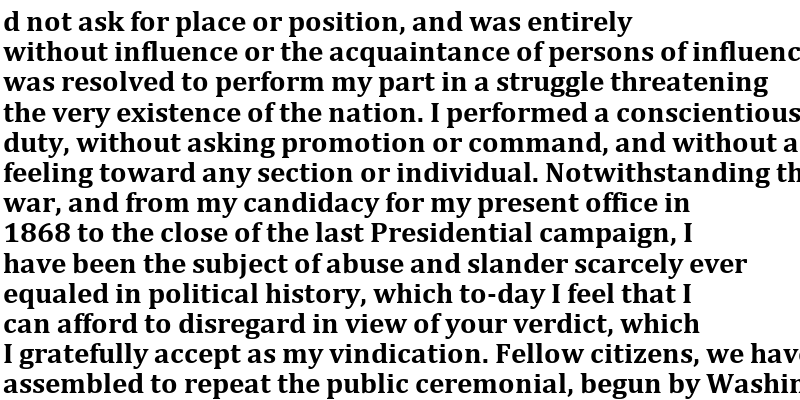 d not ask for place or position, and was entirely
without influence or the acquaintance of persons of influenc
was resolved to perform my part in a struggle threatening
the very existence of the nation. I performed a conscientious
duty, without asking promotion or command, and without a
feeling toward any section or individual. Notwithstanding th
war, and from my candidacy for my present office in
1868 to the close of the last Presidential campaign, I
have been the subject of abuse and slander scarcely ever
equaled in political history, which to-day I feel that I
can afford to disregard in view of your verdict, which
I gratefully accept as my vindication. Fellow citizens, we hav
assembled to repeat the public ceremonial, begun by Washin